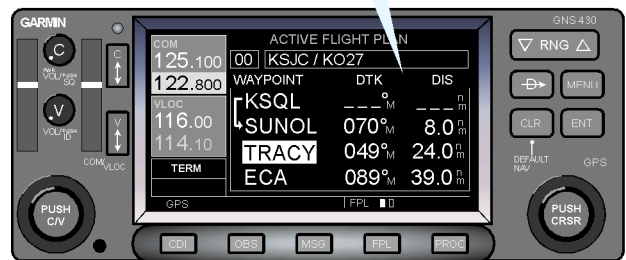 GARMIN
GNS 430
C
PWR
VOL/PUSH
SQ
C
V
VOL/PUSH
ID
V
COM/VLOC
PUSH
C/V
COM
125.100
122.800
VLOC
116.00
114.10
TERM
GPS
ACTIVE FLIGHT PLAN
00 KSJC / KO27
WAYPOINT DTK DIS
KSQL ___°M ___nm
SUNOL 070°M 8.0nm
TRACY 049°M 24.0nm
ECA 089°M 39.0nm
FPL
RNG
D
MENU
CLR ENT
DEFAULT
NAV
GPS
PUSH
CRSR
CDI OBS MSG FPL PROC